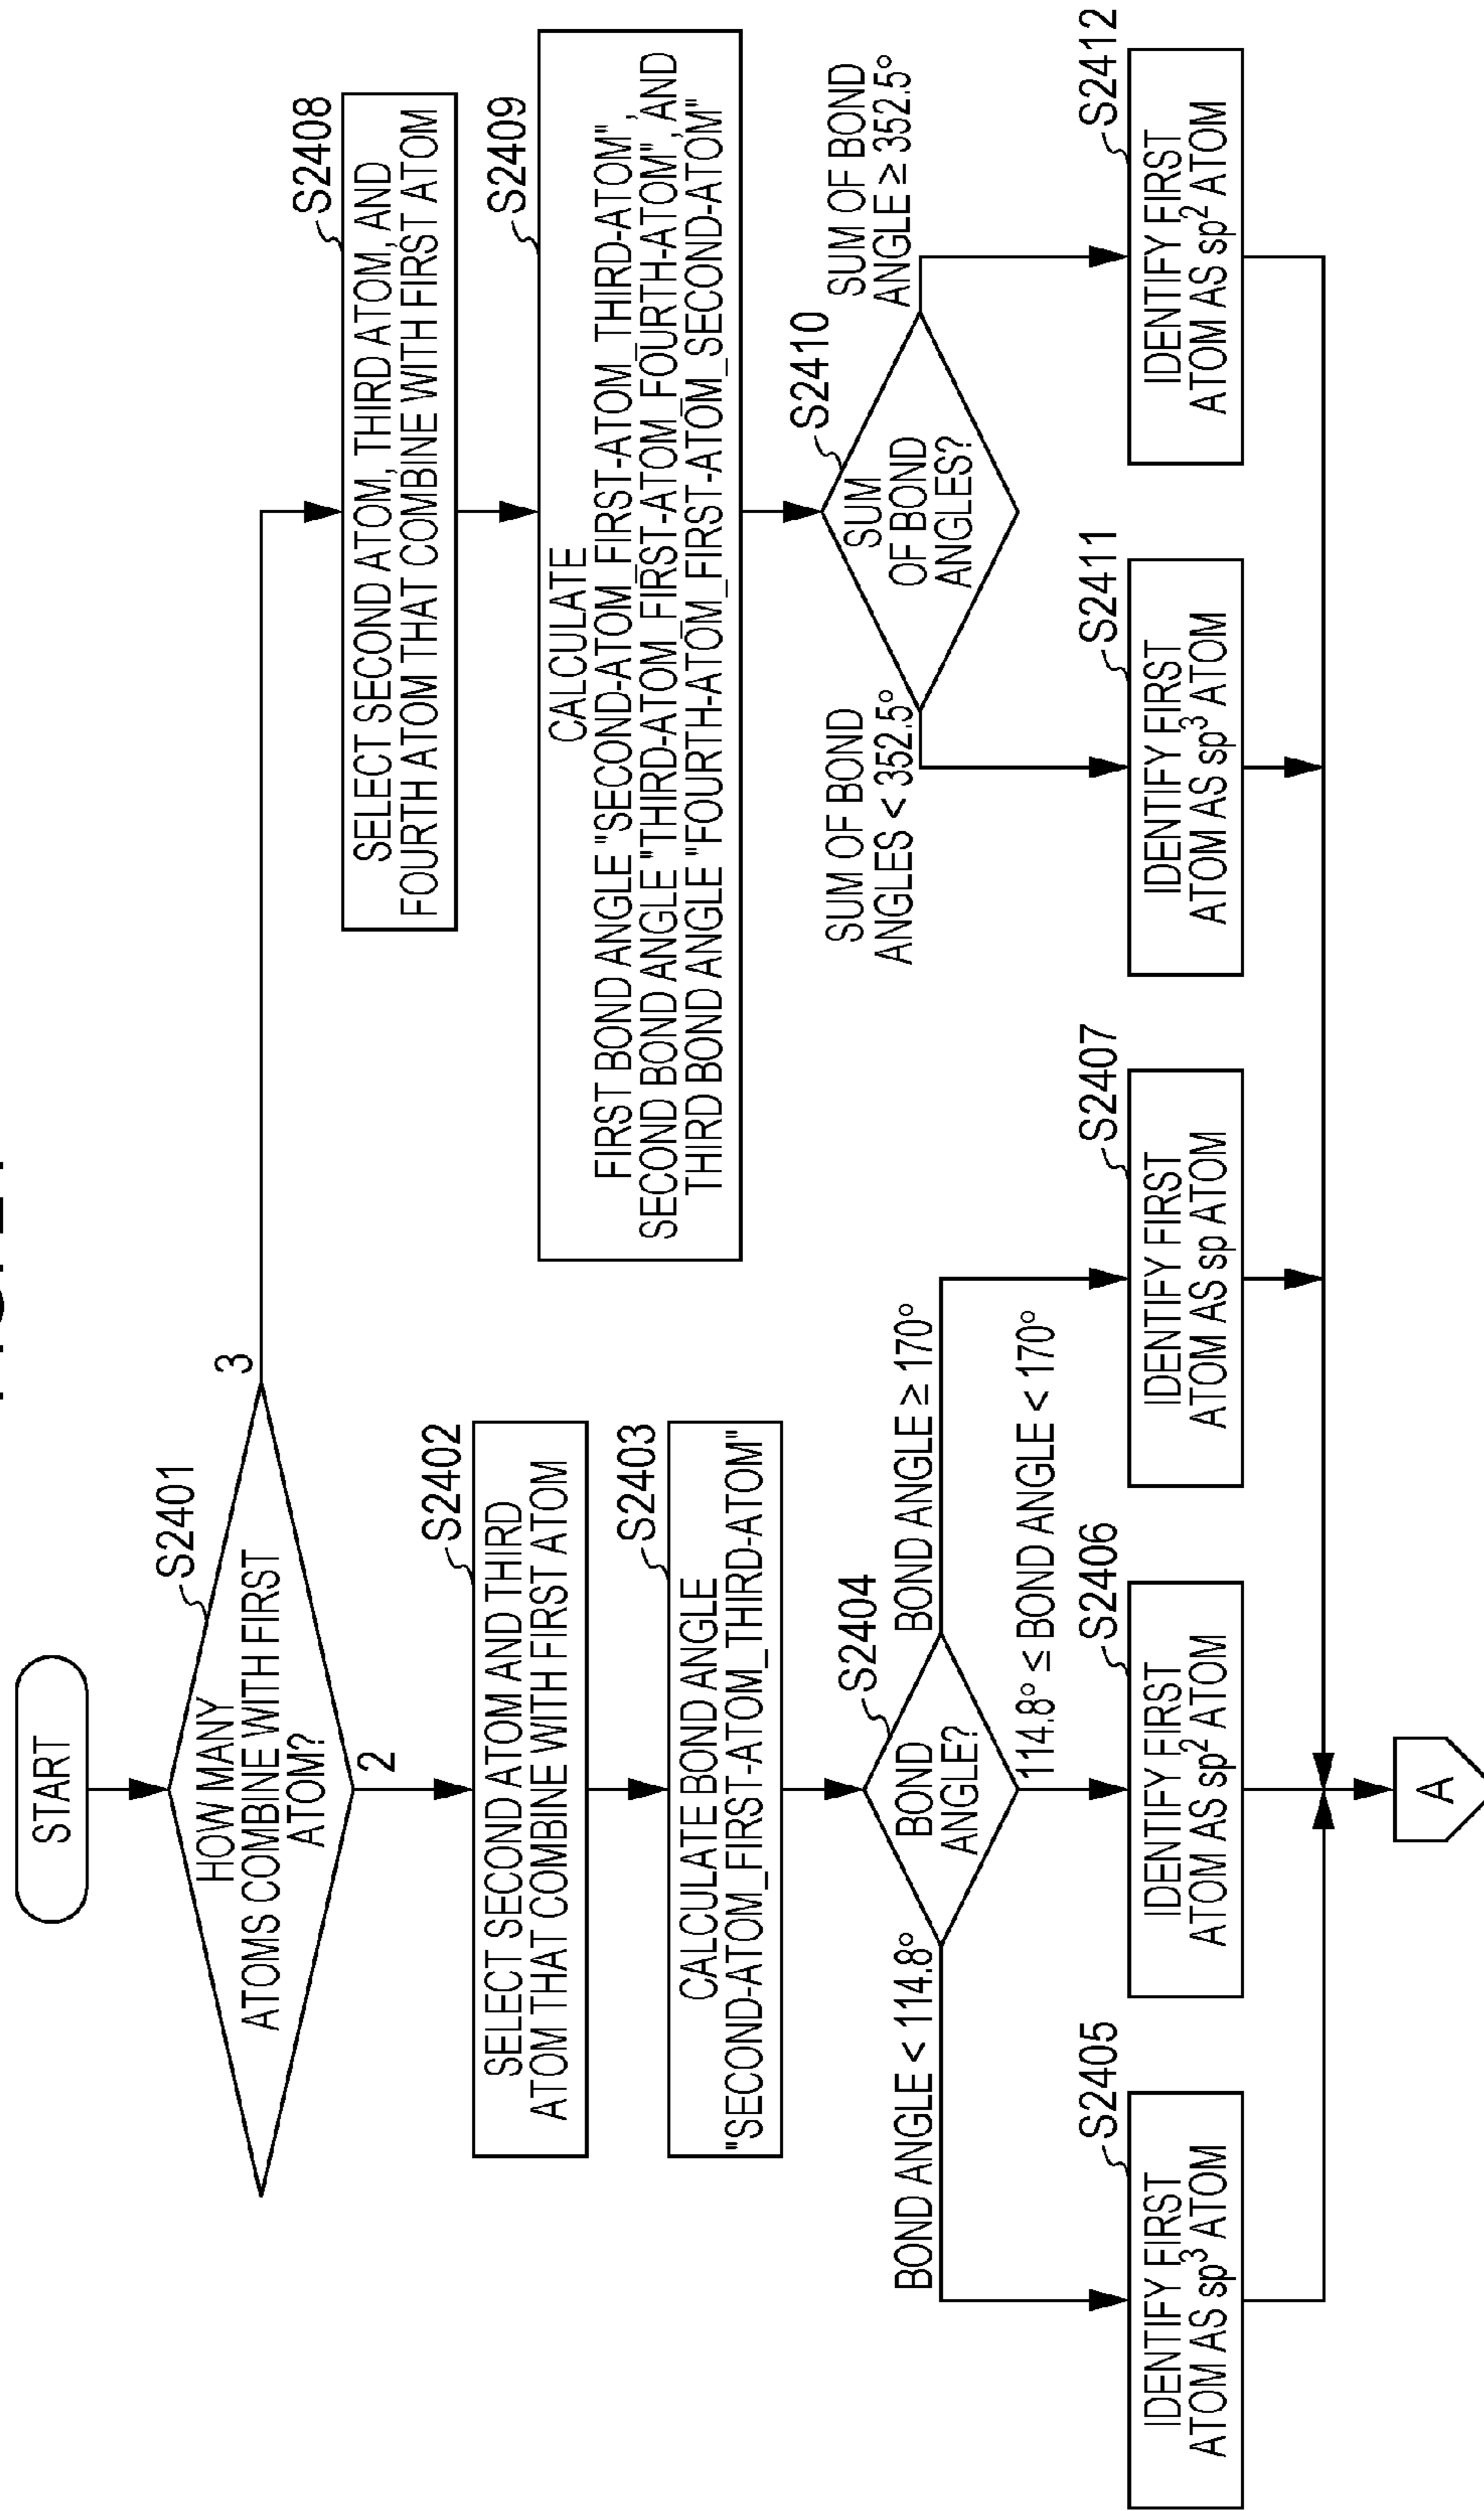 START
S2401
HOW MANY
ATOMS COMBINE WITH FIRST
ATOM?
3
2
S2402
SELECT SECOND ATOM AND THIRD
ATOM THAT COMBINE WITH FIRST ATOM
S2403
CALCULATE BOND ANGLE
"SECOND-ATOM_FIRST-ATOM_THIRD-ATOM"
S2404
BOND
ANGLE?
BOND ANGLE < 114.8°
BOND ANGLE ≥ 170°
114.8° ≤ BOND ANGLE < 170°
S2405
IDENTIFY FIRST
ATOM AS sp³ ATOM
S2406
IDENTIFY FIRST
ATOM AS sp² ATOM
S2407
IDENTIFY FIRST
ATOM AS sp ATOM
S2408
SELECT SECOND ATOM, THIRD ATOM, AND
FOURTH ATOM THAT COMBINE WITH FIRST ATOM
S2409
CALCULATE
FIRST BOND ANGLE "SECOND-ATOM_FIRST-ATOM_THIRD-ATOM",
SECOND BOND ANGLE "THIRD-ATOM_FIRST-ATOM_FOURTH-ATOM", AND
THIRD BOND ANGLE "FOURTH-ATOM_FIRST-ATOM_SECOND-ATOM"
S2410
SUM
OF BOND
ANGLES?
SUM OF BOND
ANGLES < 352.5°
SUM OF BOND
ANGLE ≥ 352.5°
S2411
IDENTIFY FIRST
ATOM AS sp³ ATOM
S2412
IDENTIFY FIRST
ATOM AS sp² ATOM
A